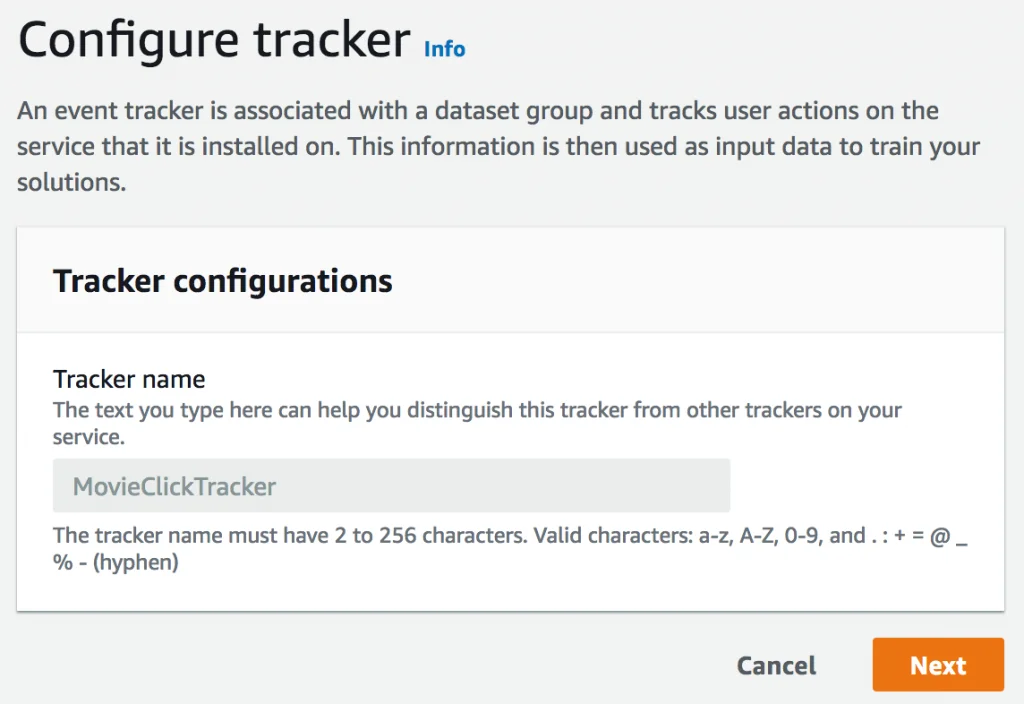 Configure tracker Info
An event tracker is associated with a dataset group and tracks user actions on the
service that it is installed on. This information is then used as input data to train your
solutions.
Tracker configurations
Tracker name
The text you type here can help you distinguish this tracker from other trackers on your
service.
MovieClickTracker
The tracker name must have 2 to 256 characters. Valid characters: a-z, A-Z, 0-9, and . : + = @ _
% - (hyphen)
Cancel Next